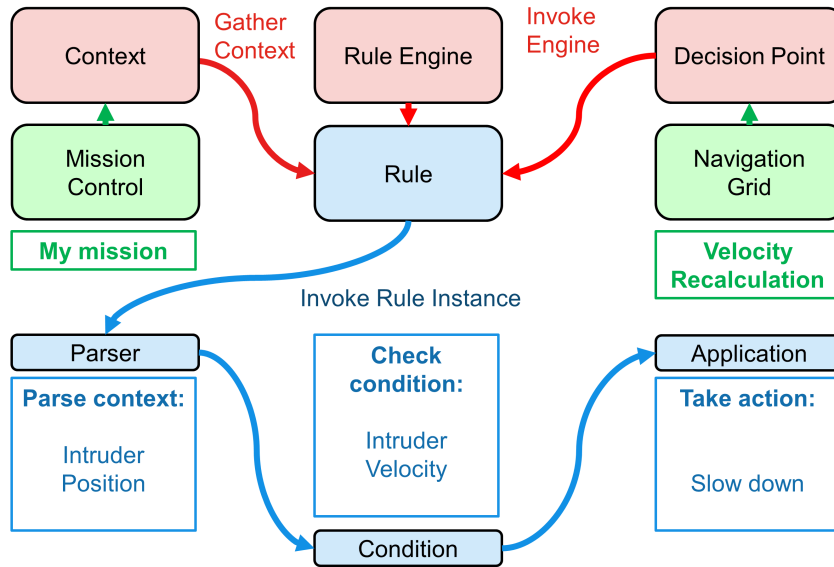 Context
Gather
Context
Rule Engine
Invoke
Engine
Decision Point
Mission
Control
Rule
Navigation
Grid
My mission
Velocity
Recalculation
Invoke Rule Instance
Parser
Parse context:
Intruder
Position
Check
condition:
Intruder
Velocity
Condition
Application
Take action:
Slow down